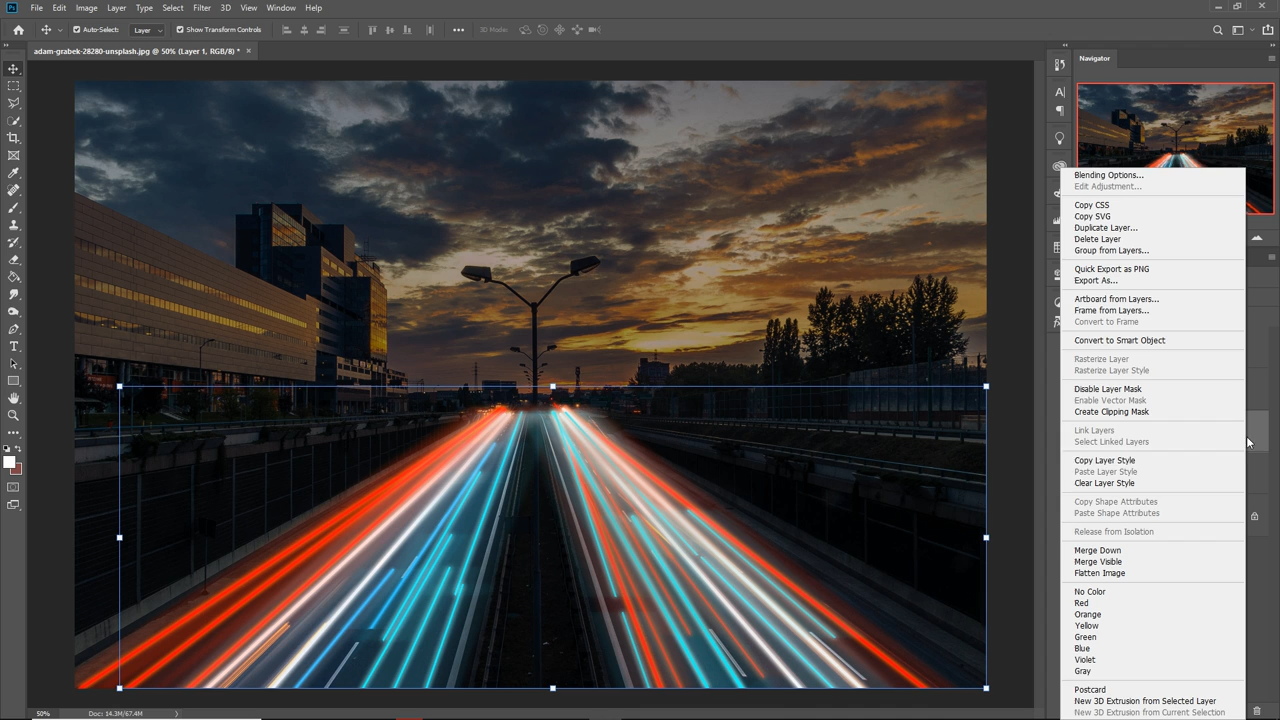 Ps File Edit Image Layer Type Select Filter 3D View Window Help
Auto-Select: Layer Show Transform Controls 3D Mode:
adam-grabek-28280-unsplash.jpg @ 50% (Layer 1, RGB/8) *
Navigator
Blending Options...
Edit Adjustment...
Copy CSS
Copy SVG
Duplicate Layer...
Delete Layer
Group from Layers...
Quick Export as PNG
Export As...
Artboard from Layers...
Frame from Layers...
Convert to Frame
Convert to Smart Object
Rasterize Layer
Rasterize Layer Style
Disable Layer Mask
Enable Vector Mask
Create Clipping Mask
Link Layers
Select Linked Layers
Copy Layer Style
Paste Layer Style
Clear Layer Style
Copy Shape Attributes
Paste Shape Attributes
Release from Isolation
Merge Down
Merge Visible
Flatten Image
No Color
Red
Orange
Yellow
Green
Blue
Violet
Gray
Postcard
New 3D Extrusion from Selected Layer
New 3D Extrusion from Current Selection
50% Doc: 14.3M/67.4M